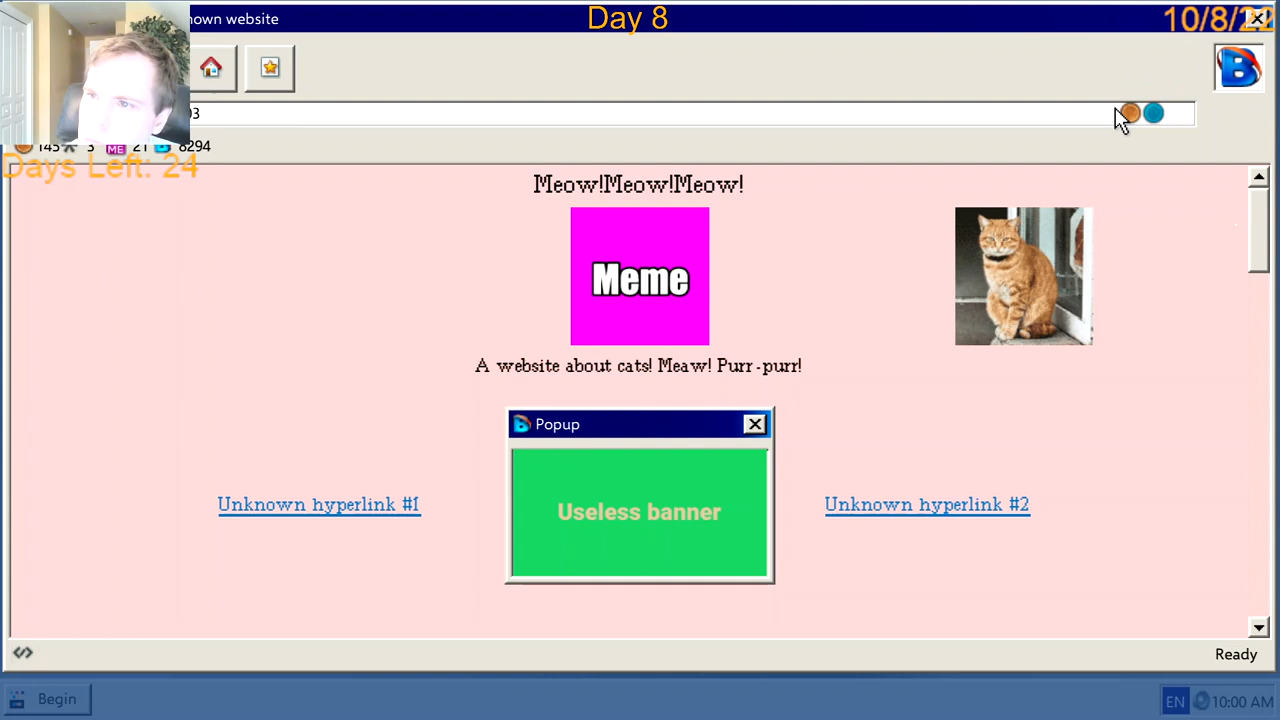 nown website
Day 8
10/8/22
03
145 3 ME 21 8294
Days Left: 24
Meow!Meow!Meow!
Meme
A website about cats! Meaw! Purr-purr!
Popup
Useless banner
Unknown hyperlink #1
Unknown hyperlink #2
Ready
Begin
EN 10:00 AM